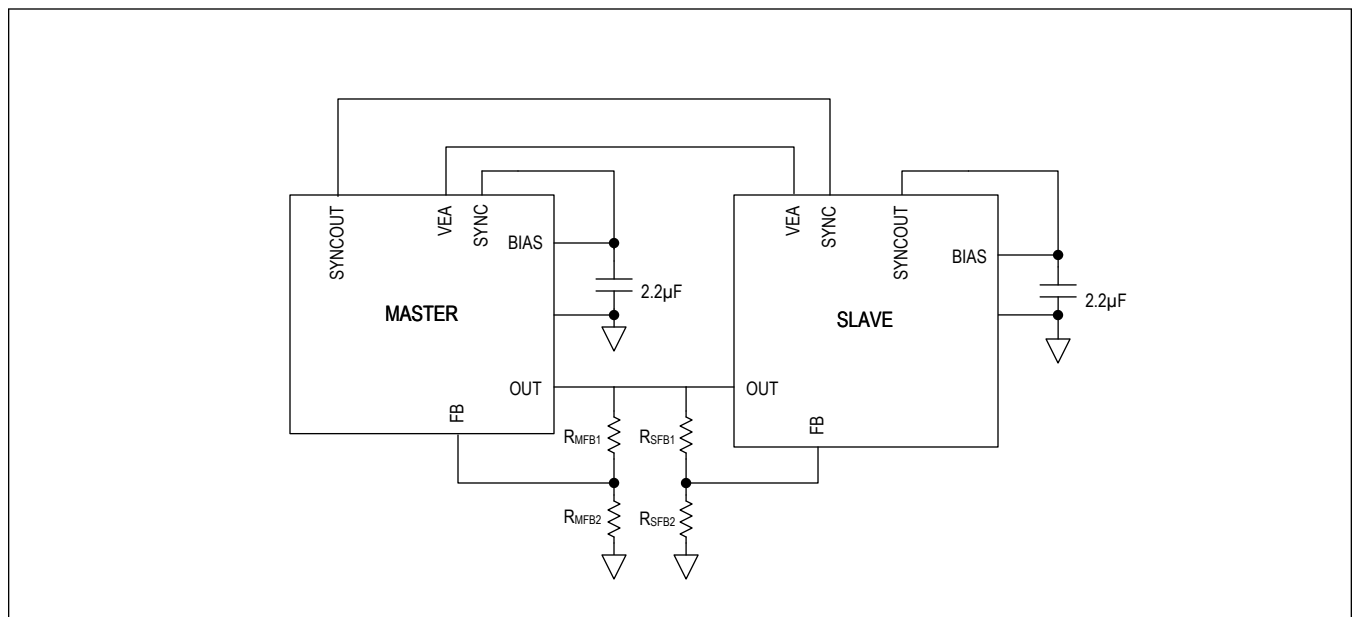 SYNCOUT
VEA
SYNC
BIAS
2.2µF
MASTER
OUT
FB
VEA
SYNC
SYNCOUT
BIAS
2.2µF
SLAVE
OUT
FB
RMFB1
RSFB1
RMFB2
RSFB2